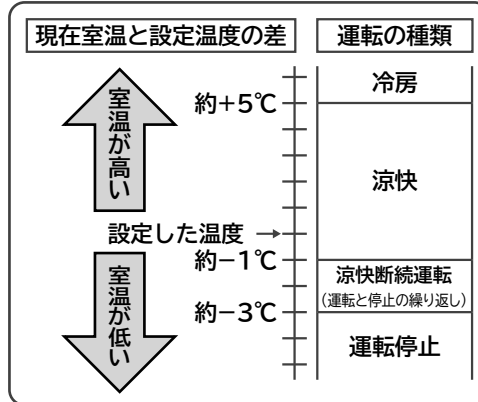 現在室温と設定温度の差
運転の種類
室温が高い
冷房
約+5℃
涼快
設定した温度 →
約−1℃
室温が低い
涼快断続運転
(運転と停止の繰り返し)
約−3℃
運転停止